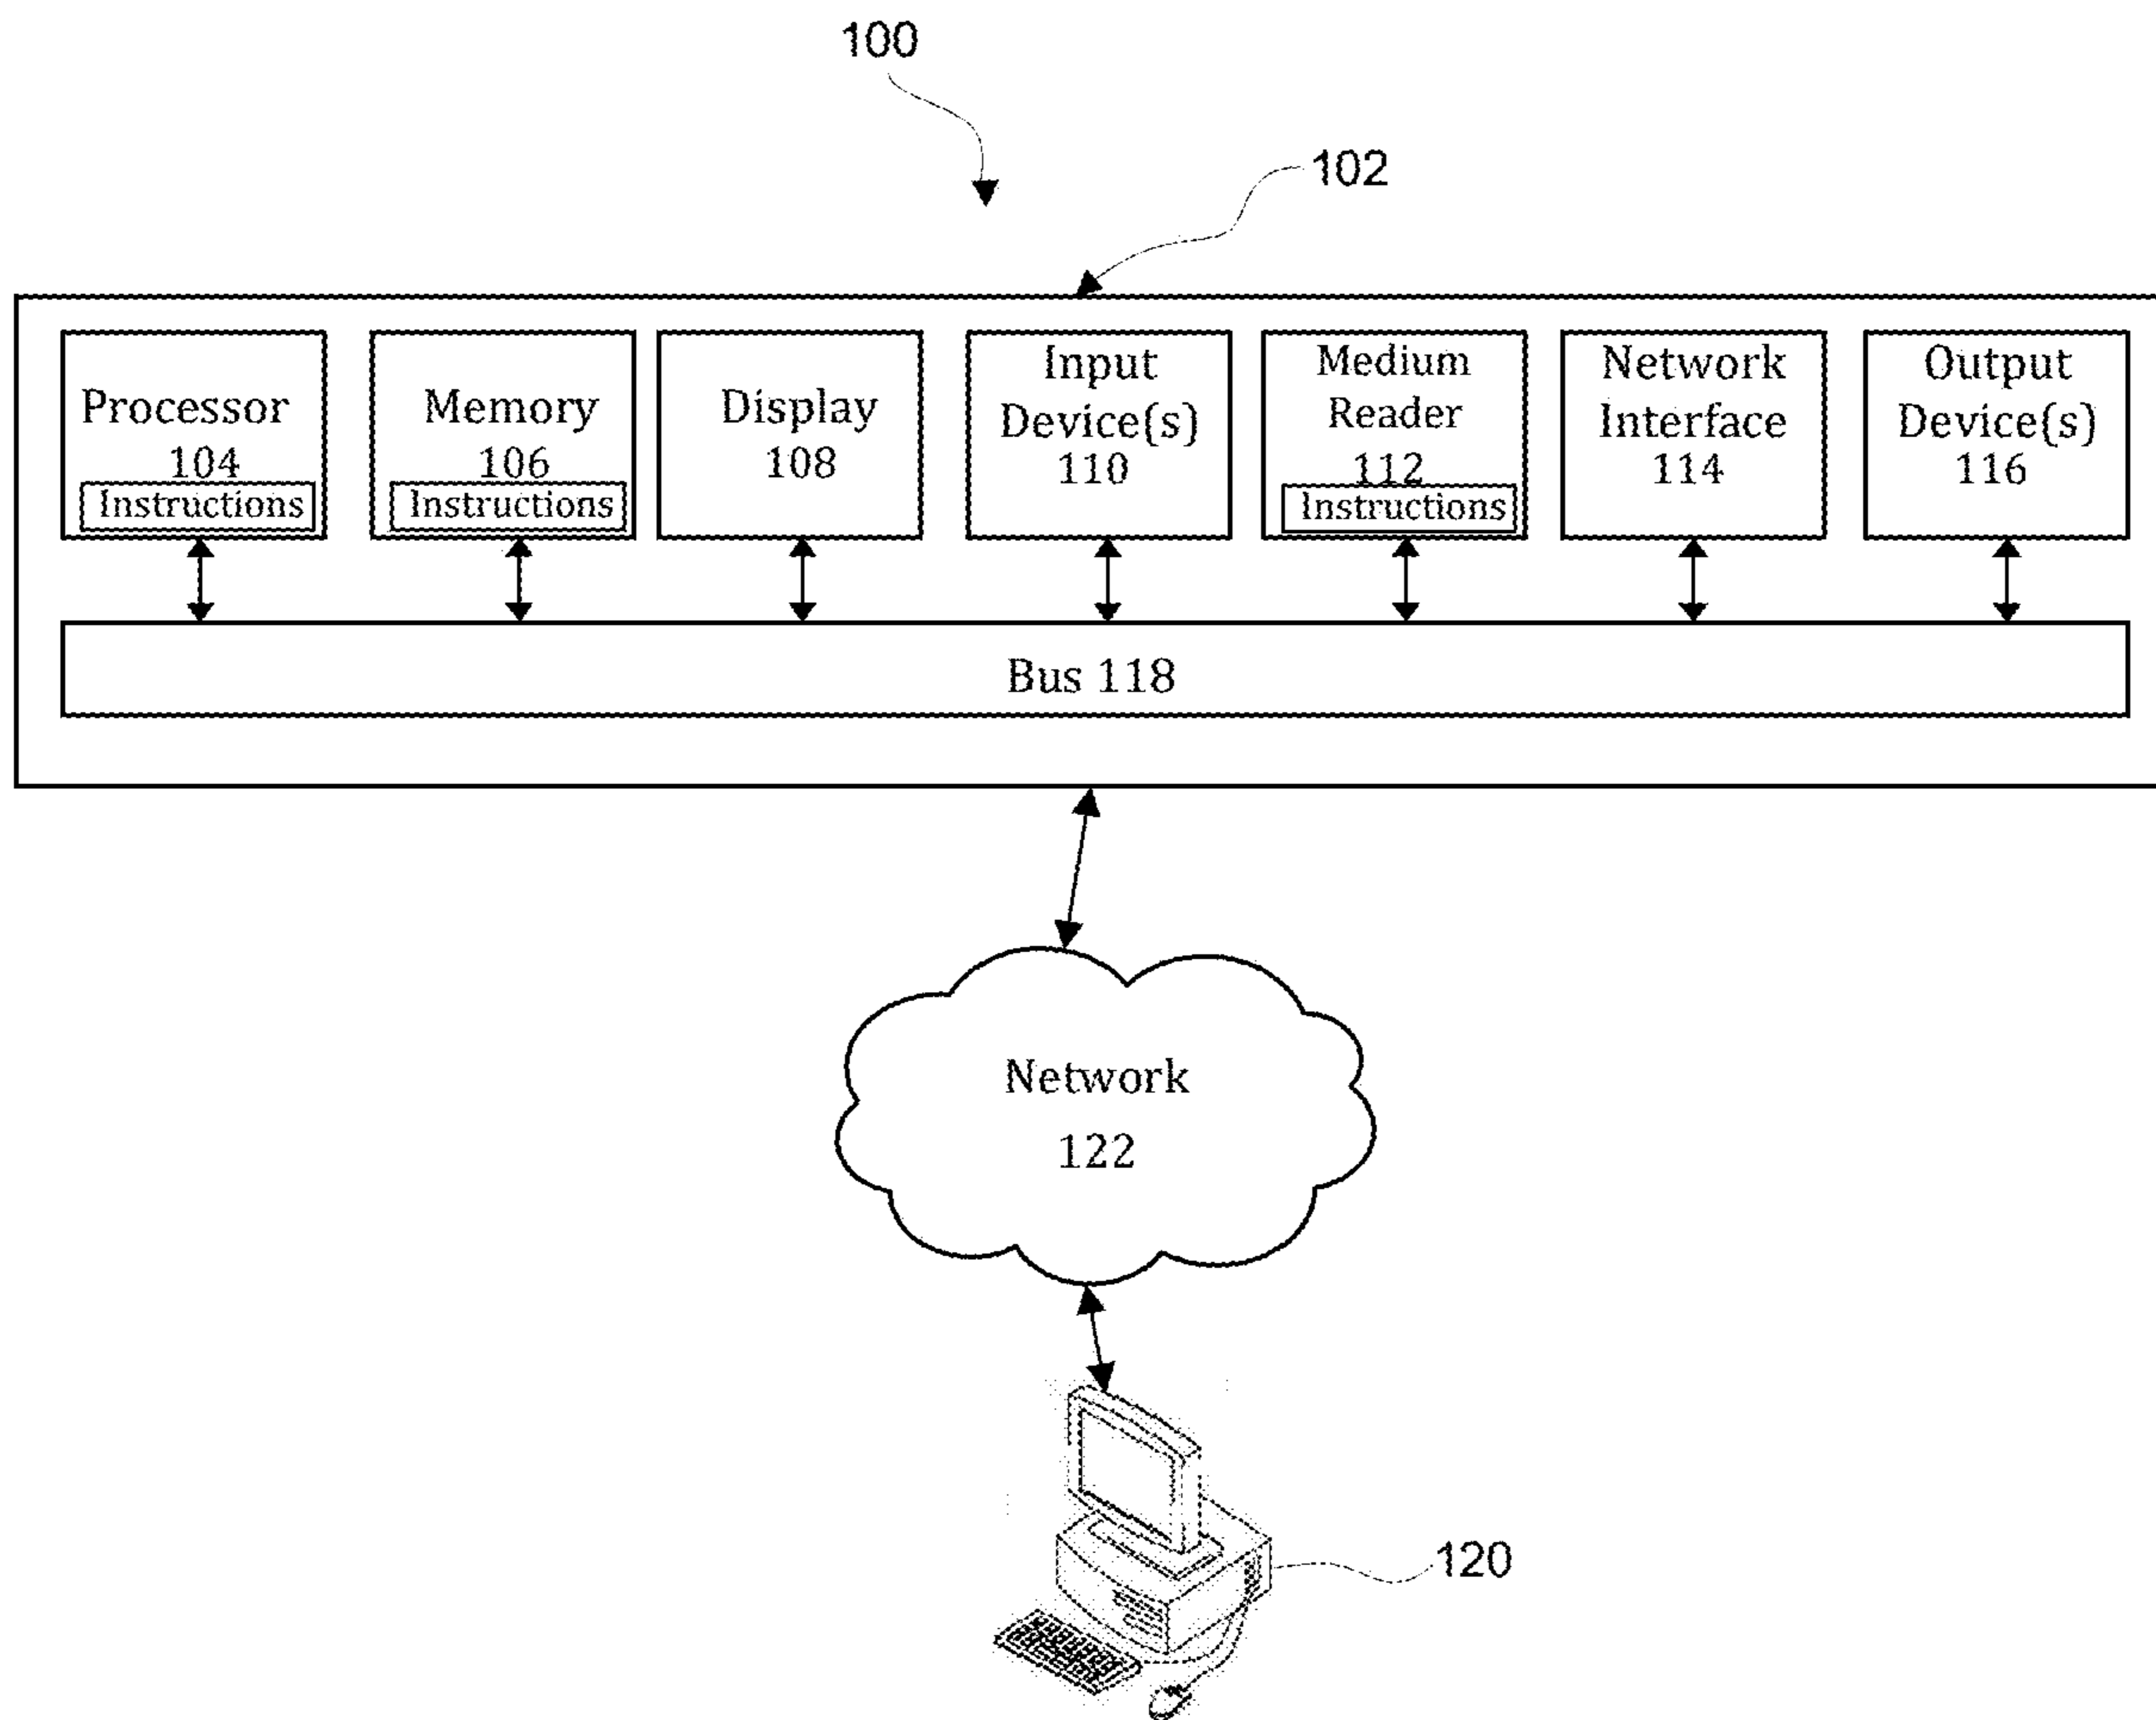 100
102
Processor
104
Instructions
Memory
106
Instructions
Display
108
Input
Device(s)
110
Medium
Reader
112
Instructions
Network
Interface
114
Output
Device(s)
116
Bus 118
Network
122
120